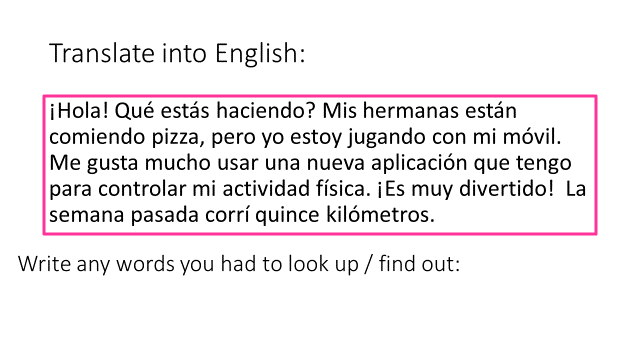 Translate into English:
¡Hola! Qué estás haciendo? Mis hermanas están
comiendo pizza, pero yo estoy jugando con mi móvil.
Me gusta mucho usar una nueva aplicación que tengo
para controlar mi actividad física. ¡Es muy divertido!  La
semana pasada corrí quince kilómetros.
Write any words you had to look up / find out: